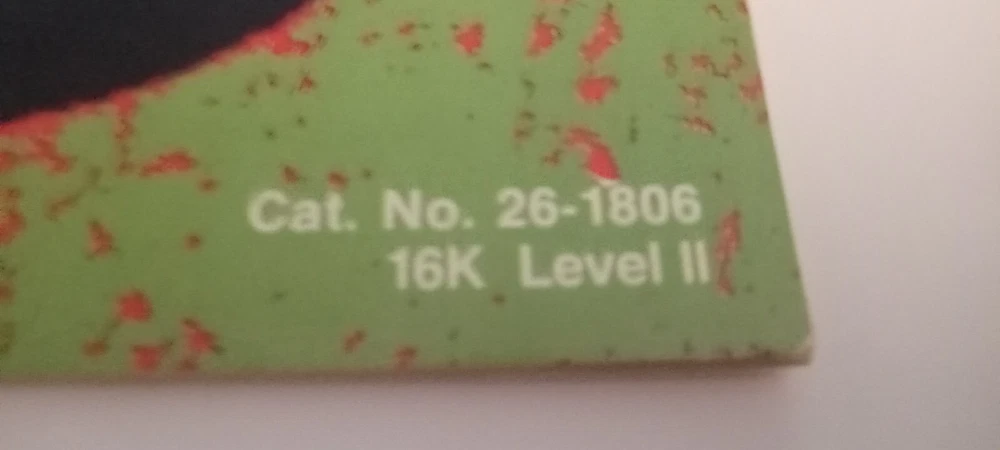 Cat. No. 26-1806
16K Level II